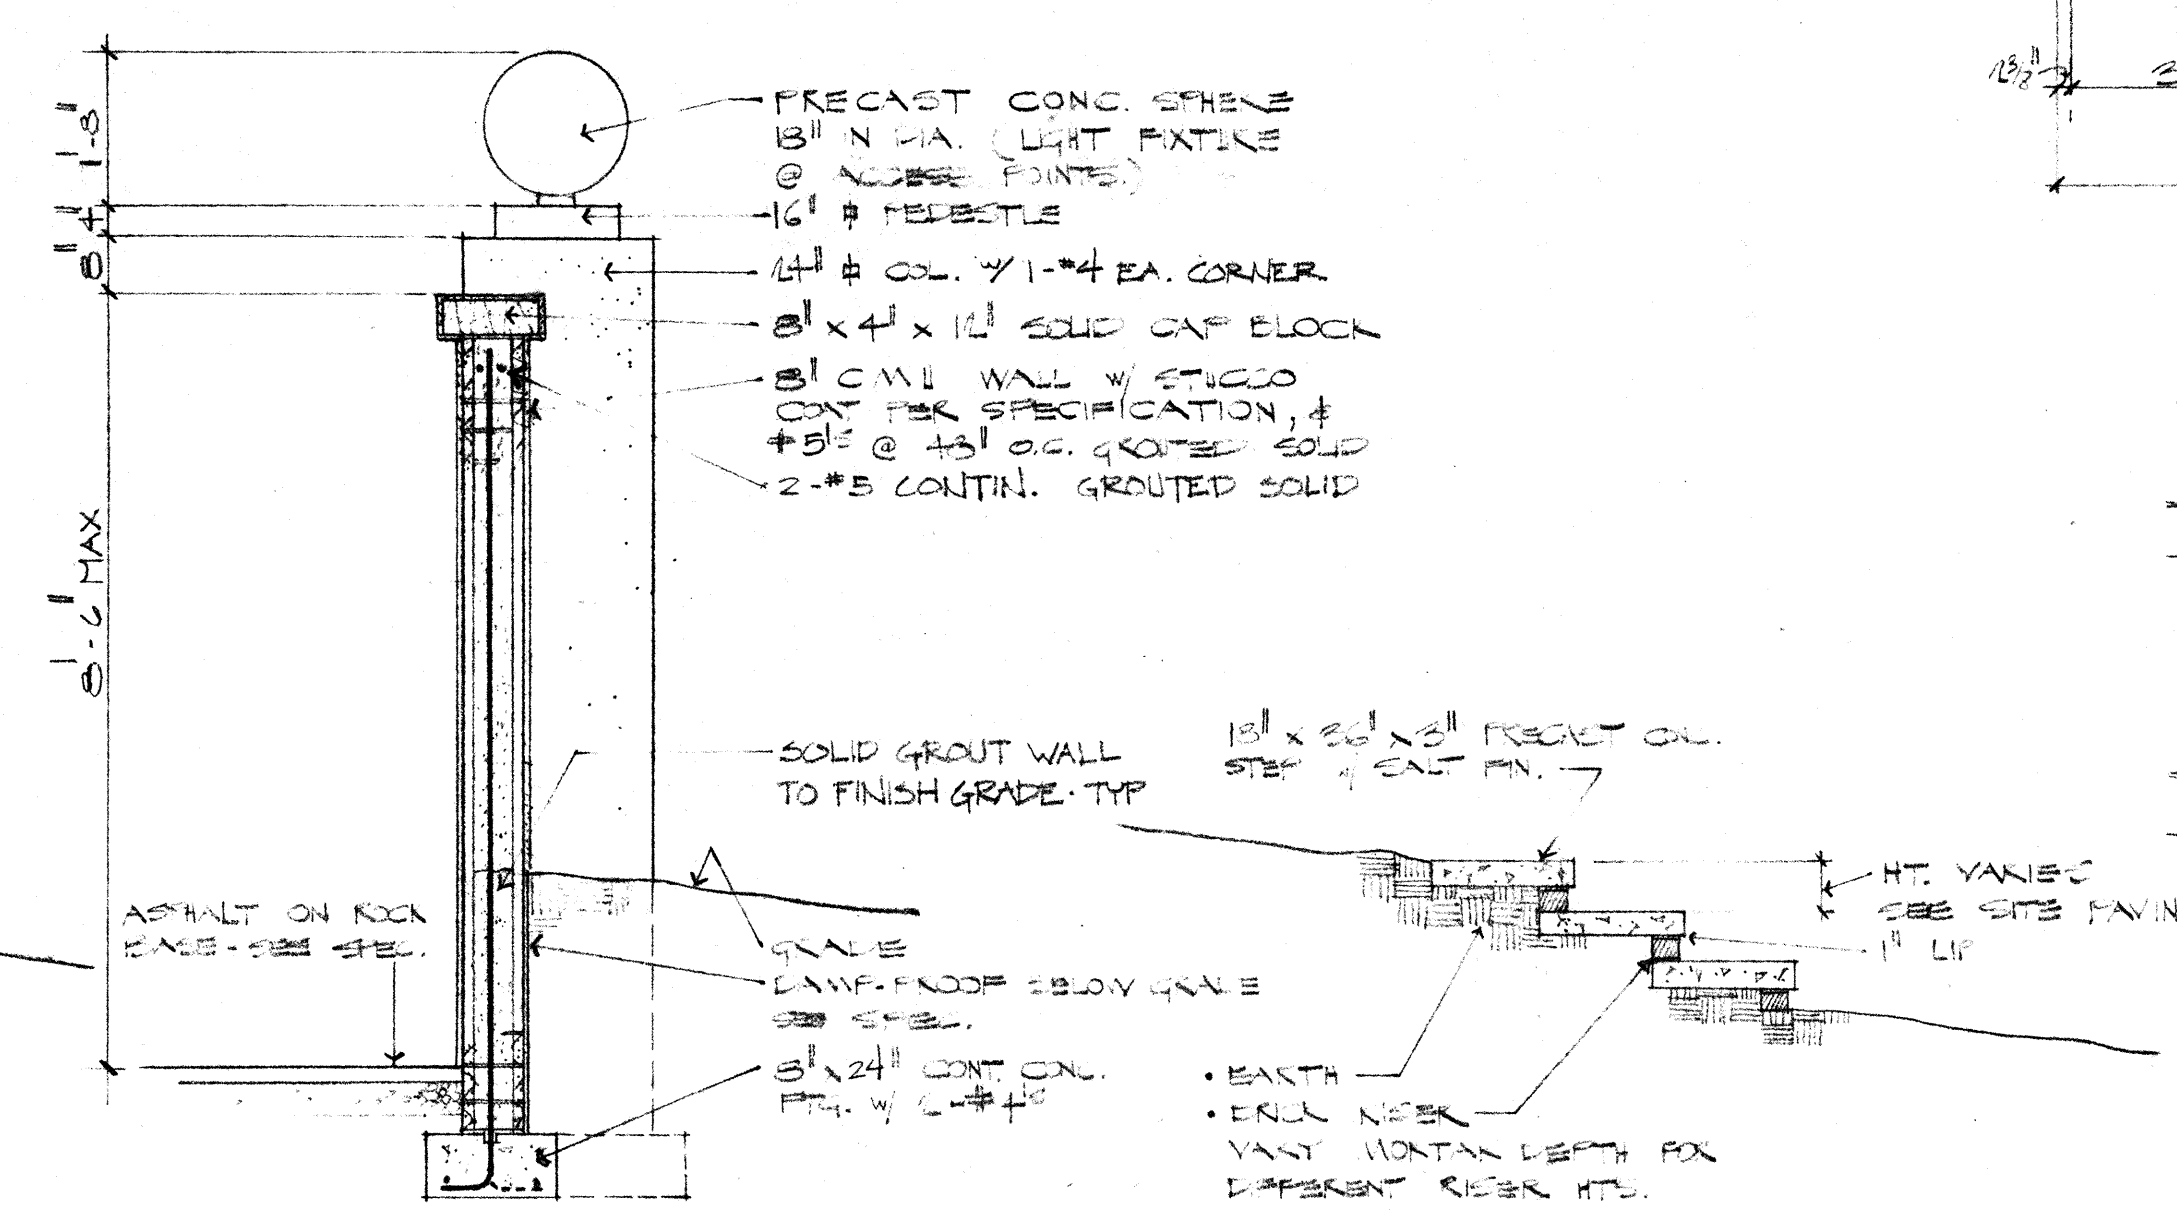 1'-8"
4"
8"
8'-6" MAX
PRECAST CONC. SPHERE
18" IN DIA. (LIGHT FIXTURE
@ ACCESS POINTS.)
16" ⌽ PEDESTLE
24" ⌽ COL. W/ 1-#4 EA. CORNER
8" x 4" x 12" SOLID CAP BLOCK
8" CMU WALL W/ STUCCO
COAT PER SPECIFICATION, &
#5's @ 48" O.C. GROUTED SOLID
2-#5 CONTIN. GROUTED SOLID
SOLID GROUT WALL
TO FINISH GRADE · TYP
ASPHALT ON ROCK
BASE - SEE SPEC.
GRADE
DAMP-PROOF BELOW GRADE
SEE SPEC.
8" x 24" CONT. CONC.
FTG. W/ 2-#4's
18" x 36" x 3" PRECAST CONC.
STEP W/ SALT FIN.
HT. VARIES
SEE SITE PAVIN
1" LIP
• EARTH
• BRICK RISER
VARY MORTAR DEPTH FOR
DIFFERENT RISER HTS.